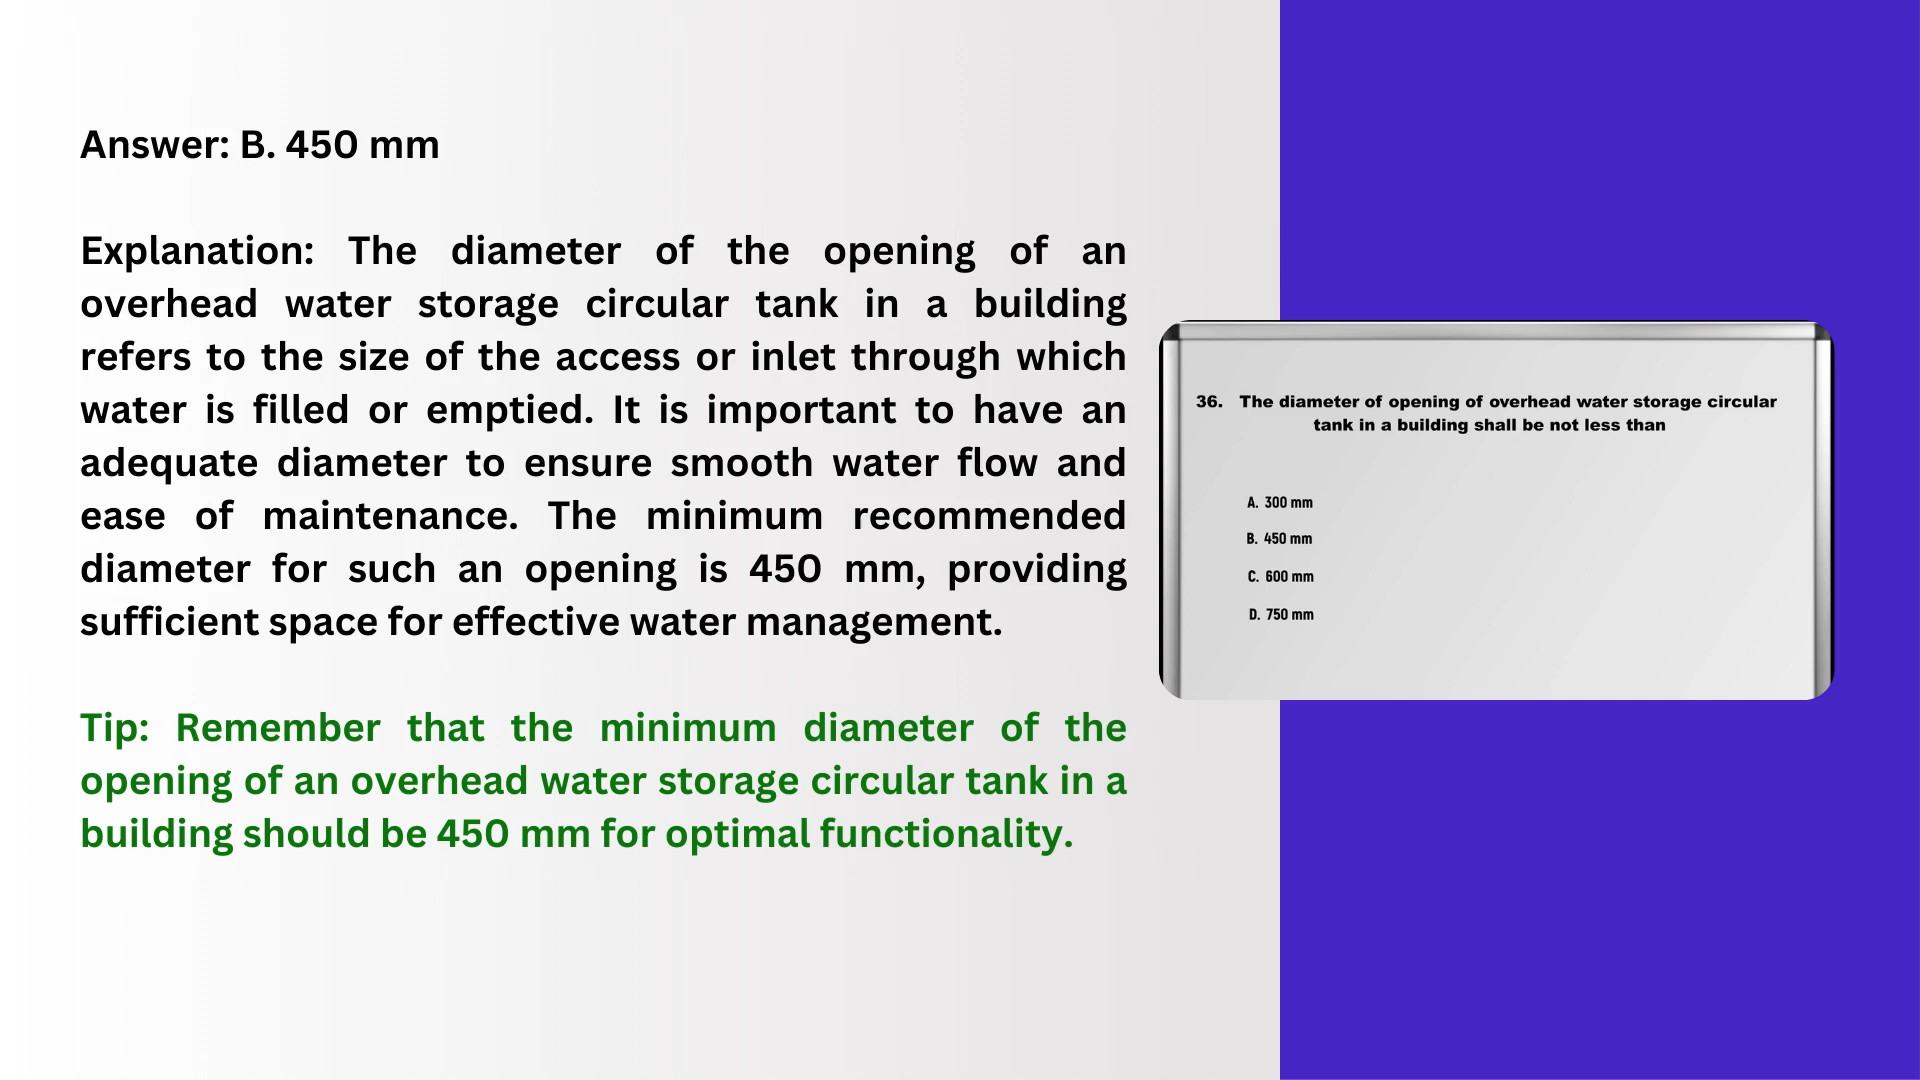 Answer: B. 450 mm
Explanation: The diameter of the opening of an
overhead water storage circular tank in a building
refers to the size of the access or inlet through which
water is filled or emptied. It is important to have an
adequate diameter to ensure smooth water flow and
ease of maintenance. The minimum recommended
diameter for such an opening is 450 mm, providing
sufficient space for effective water management.
Tip: Remember that the minimum diameter of the
opening of an overhead water storage circular tank in a
building should be 450 mm for optimal functionality.
36. The diameter of opening of overhead water storage circular
tank in a building shall be not less than
A. 300 mm
B. 450 mm
C. 600 mm
D. 750 mm